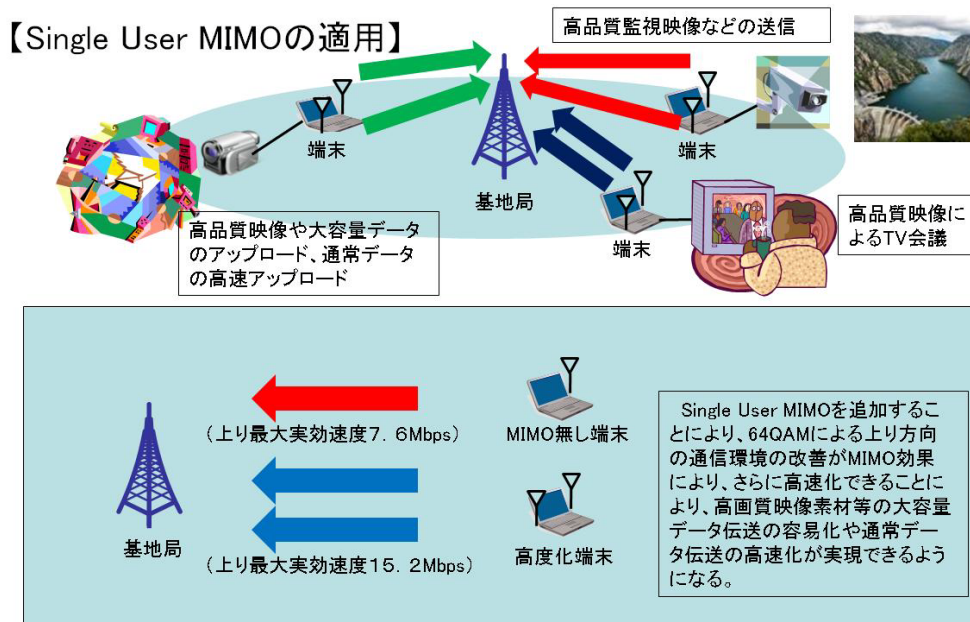 【Single User MIMOの適用】
高品質監視映像などの送信
端末
端末
基地局
端末
高品質映像や大容量データ
のアップロード、通常データ
の高速アップロード
高品質映像に
よるTV会議
(上り最大実効速度7.6Mbps)
MIMO無し端末
基地局
(上り最大実効速度15.2Mbps)
高度化端末
Single User MIMOを追加するこ
とにより、64QAMによる上り方向
の通信環境の改善がMIMO効果
により、さらに高速化できることに
より、高画質映像素材等の大容量
データ伝送の容易化や通常デー
タ伝送の高速化が実現できるよう
になる。